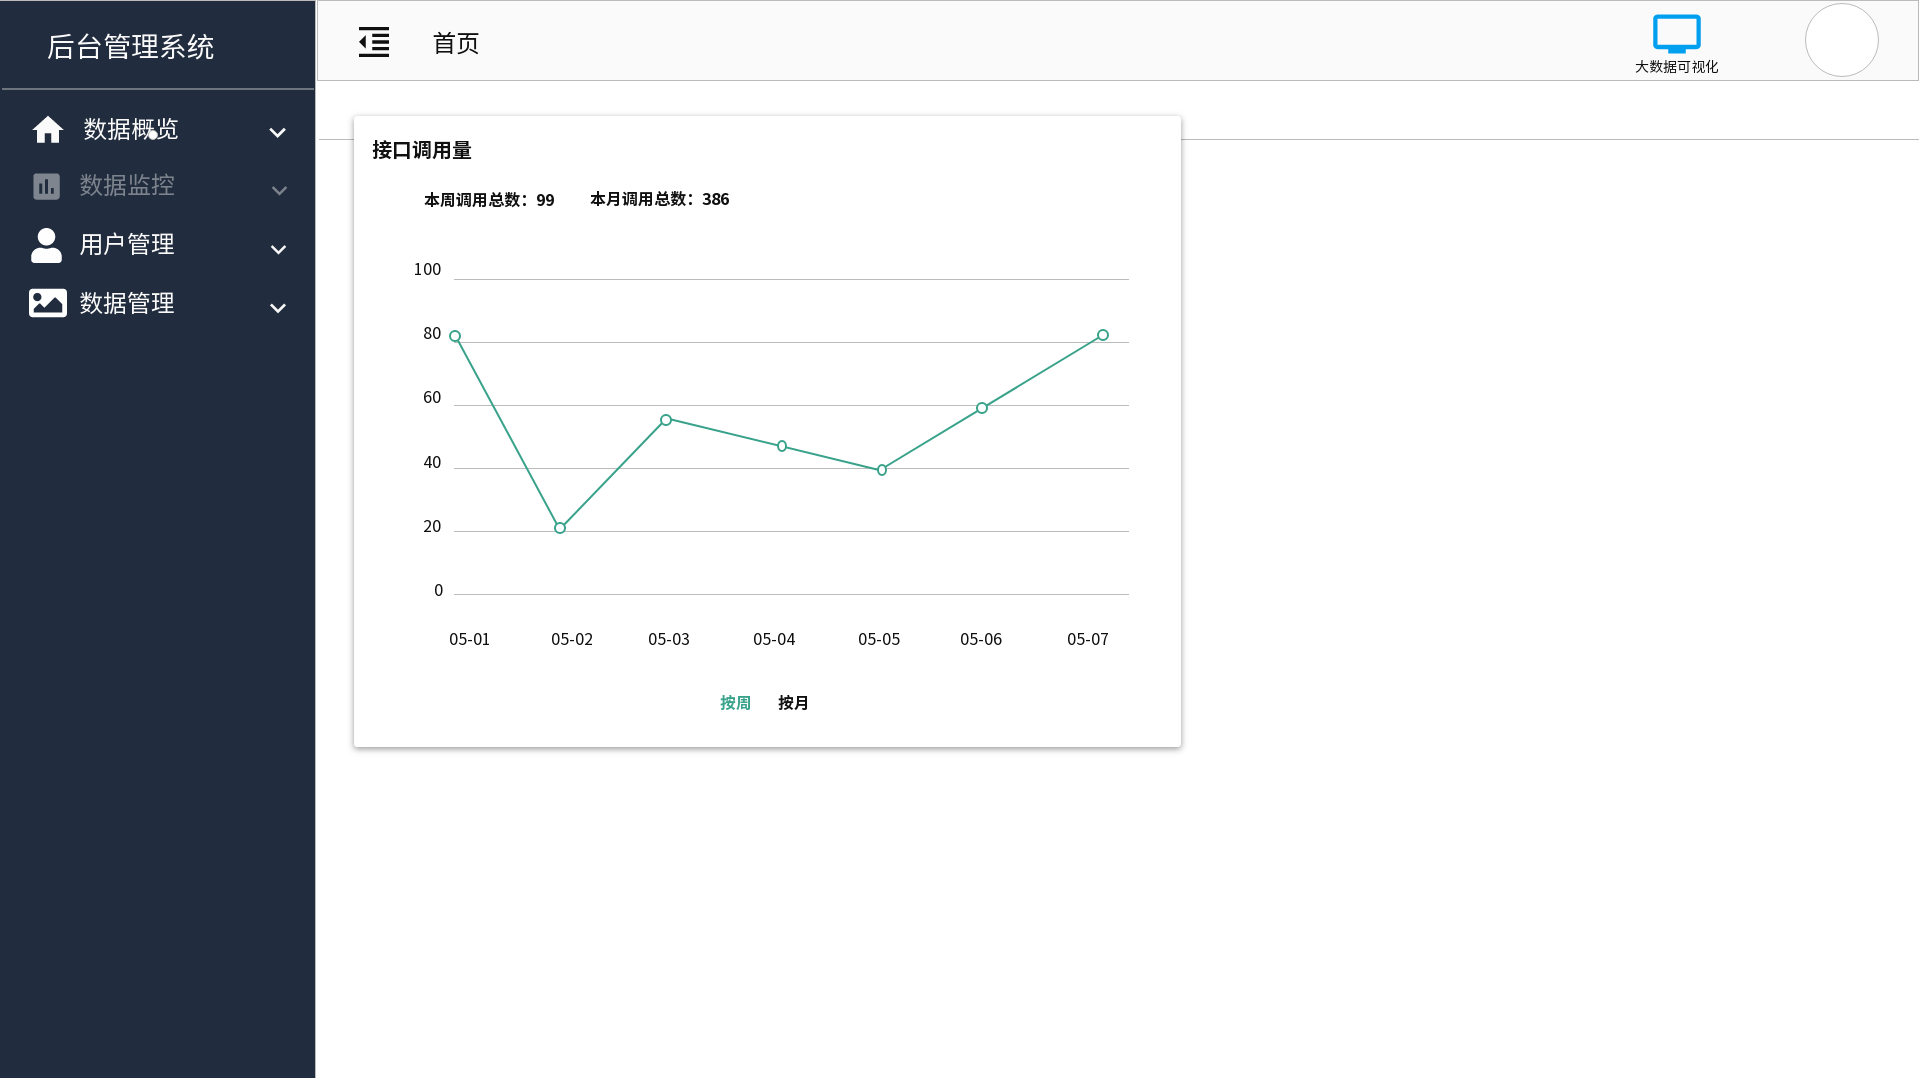 后台管理系统
数据概览
数据监控
用户管理
数据管理
首页
大数据可视化
接口调用量
本周调用总数：99
本月调用总数：386
100
80
60
40
20
0
05-01
05-02
05-03
05-04
05-05
05-06
05-07
按周
按月